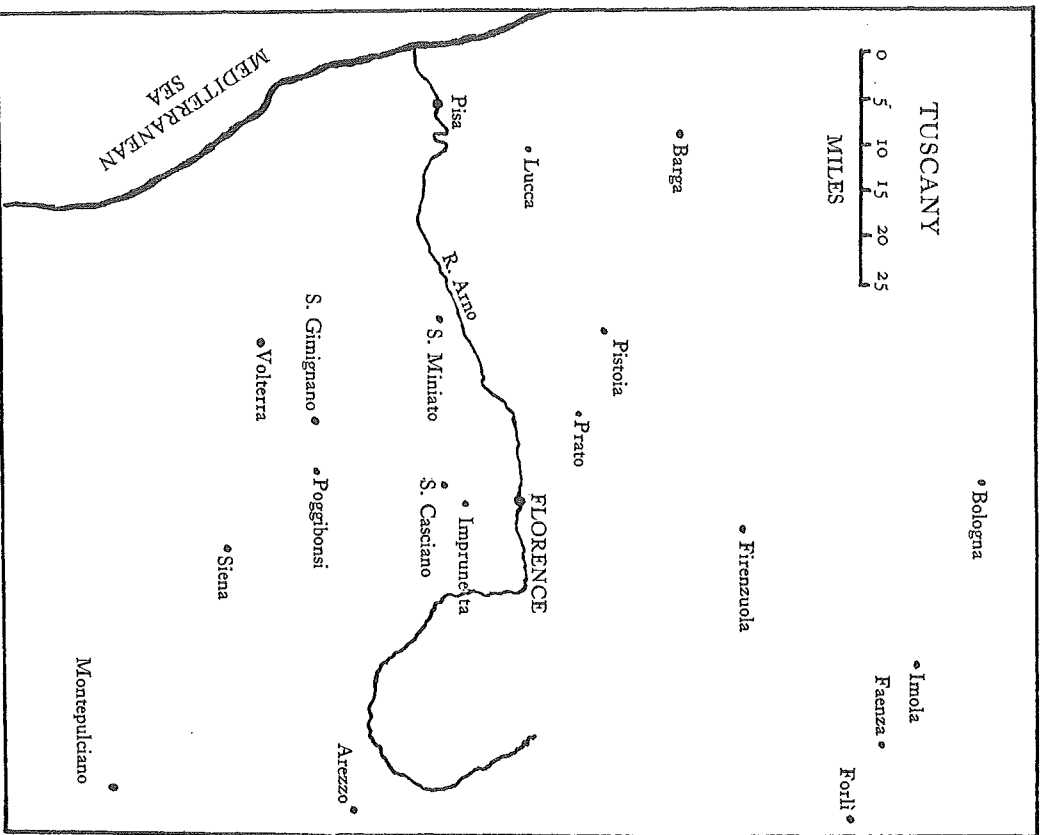 TUSCANY
0 5 10 15 20 25
MILES
Bologna
Imola
Faenza
Forlì
Firenzuola
Barga
Pistoia
Prato
Lucca
FLORENCE
Pisa
R. Arno
S. Miniato
Impruneta
S. Casciano
S. Gimignano
Poggibonsi
Arezzo
Volterra
Siena
MEDITERRANEAN
SEA
Montepulciano